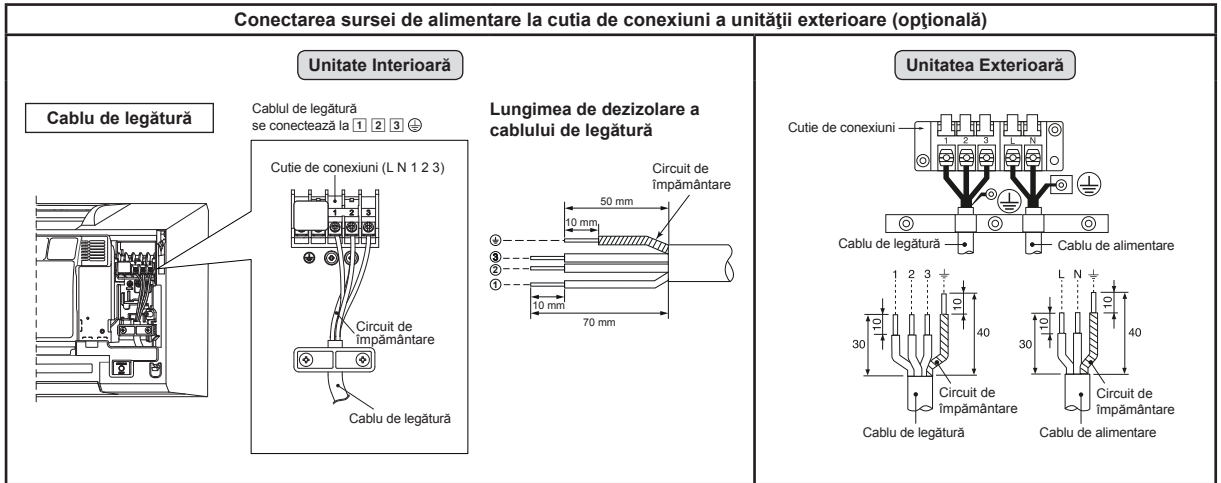 Conectarea sursei de alimentare la cutia de conexiuni a unităţii exterioare (opţională)
Unitate Interioară
Cablu de legătură
Cablul de legătură
se conectează la 1 2 3
Cutie de conexiuni (L N 1 2 3)
1 2 3
Circuit de
împământare
Cablu de legătură
Lungimea de dezizolare a
cablului de legătură
Circuit de
împământare
50 mm
10 mm
3
2
1
10 mm
70 mm
Unitatea Exterioară
Cutie de conexiuni
1 2 3 L N
Cablu de legătură
Cablu de alimentare
1 2 3
10
10
30
40
Circuit de
împământare
Cablu de legătură
L N
10
10
30
40
Circuit de
împământare
Cablu de alimentare